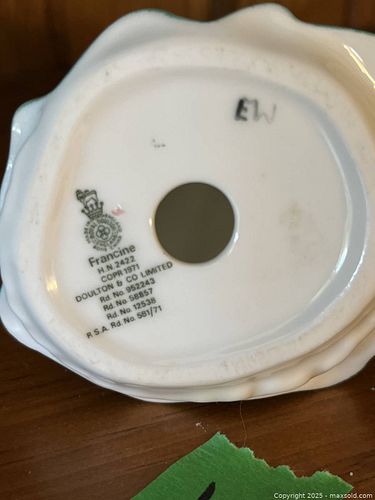 EW
Francine
H.N 2422
COPR 1971
DOULTON & CO LIMITED
Rd. No 952243
Rd. No 58857
Rd. No 12538
R.S.A. Rd. No 581/71
Copyright 2025 - maxsold.com